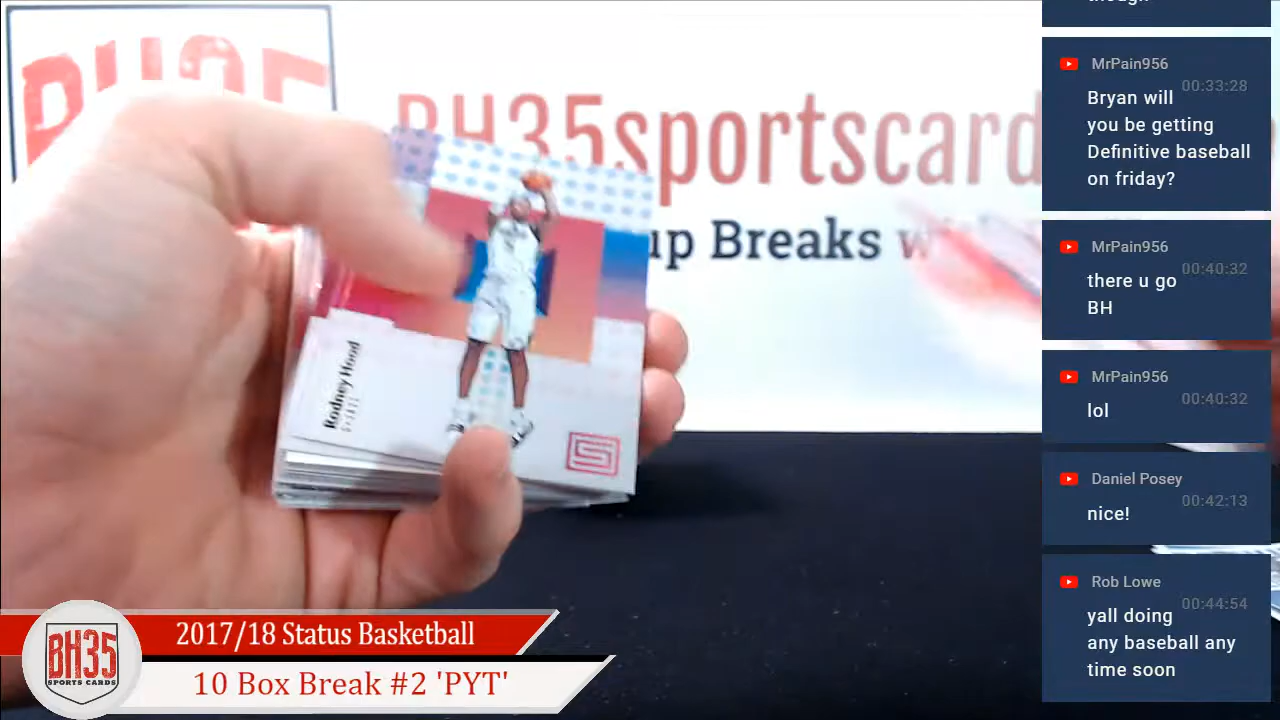 BH35
BH35sportscard
up Breaks w
Rodney Hood
though
MrPain956
00:33:28
Bryan will
you be getting
Definitive baseball
on friday?
MrPain956
00:40:32
there u go
BH
MrPain956
00:40:32
lol
Daniel Posey
00:42:13
nice!
Rob Lowe
00:44:54
yall doing
any baseball any
time soon
2017/18 Status Basketball
10 Box Break #2 'PYT'
BH35
SPORTS CARDS